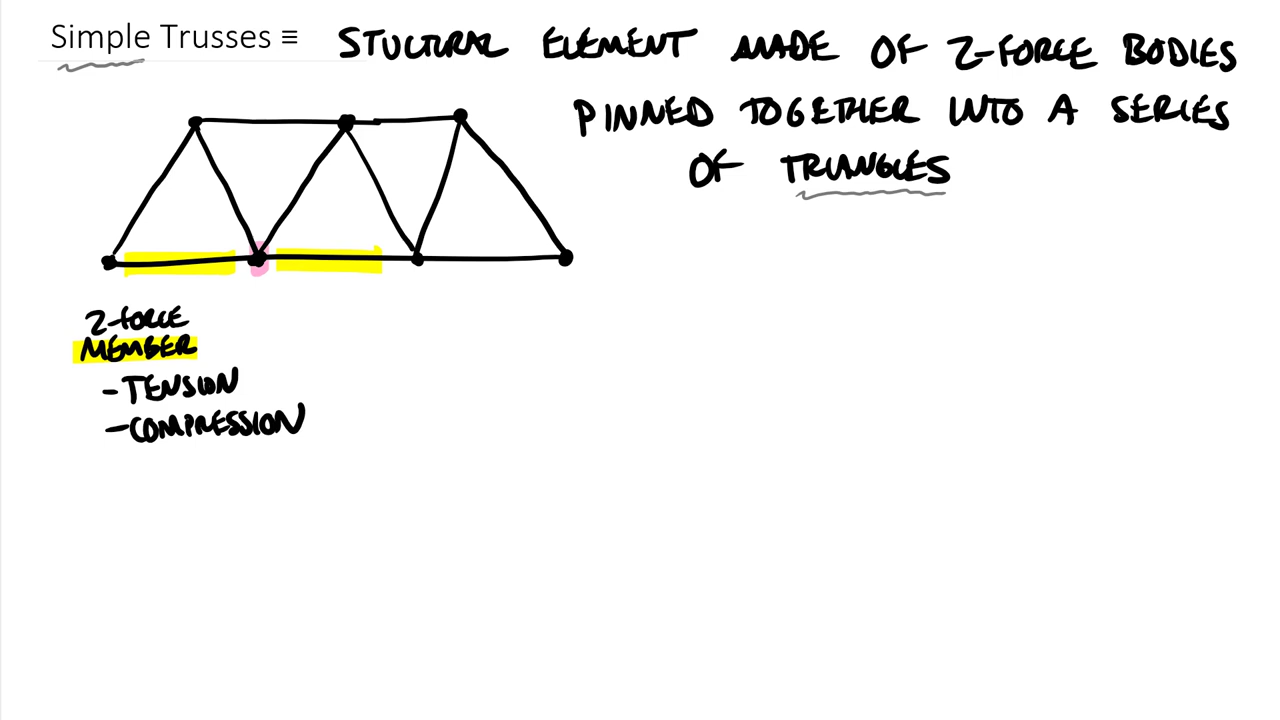 Simple Trusses ≡ STUCTURAL ELEMENT MADE OF 2-FORCE BODIES
PINNED TOGETHER INTO A SERIES
OF TRIANGLES
2-FORCE
MEMBER
- TENSION
- COMPRESSION